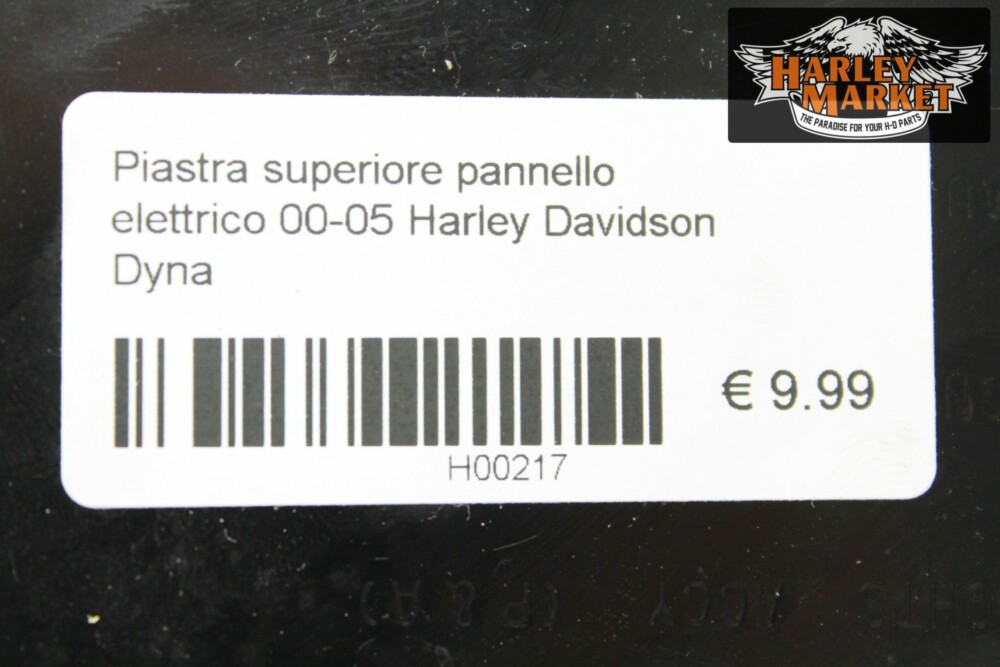 HARLEY
MARKET
THE PARADISE FOR YOUR H-D PARTS
Piastra superiore pannello
elettrico 00-05 Harley Davidson
Dyna
€ 9.99
H00217
(P & A)
ACCY